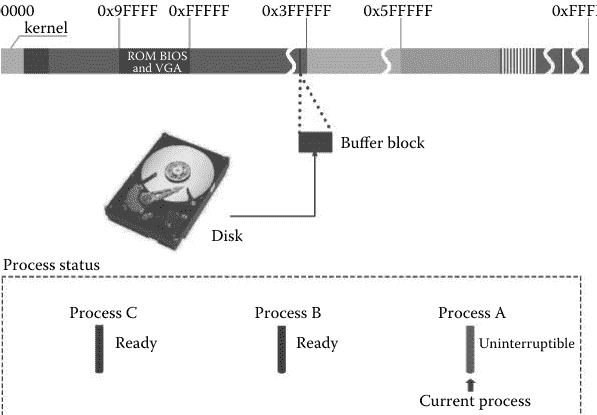 0000 0x9FFFF 0xFFFFF 0x3FFFFF 0x5FFFFF 0xFFF
kernel
ROM BIOS
and VGA
Buffer block
Disk
Process status
Process C Process B Process A
Ready Ready Uninterruptible
Current process